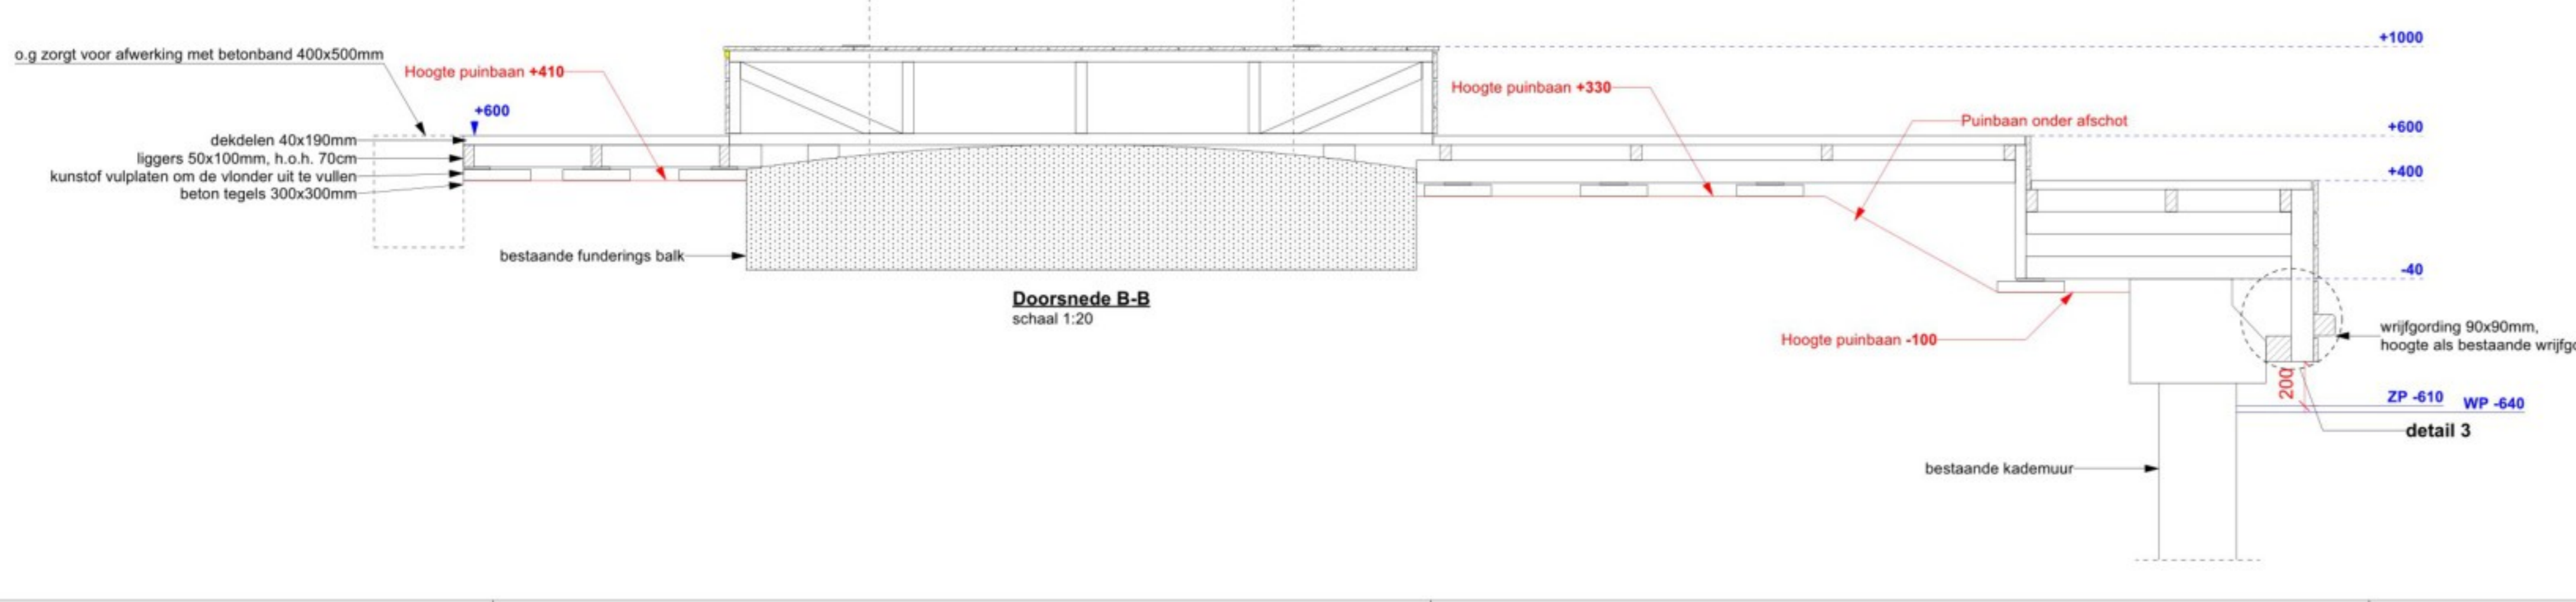 +1000
o.g zorgt voor afwerking met betonband 400x500mm
Hoogte puinbaan +410
Hoogte puinbaan +330
+600
Puinbaan onder afschot
+600
dekdelen 40x190mm
liggers 50x100mm, h.o.h. 70cm
kunstof vulplaten om de vlonder uit te vullen
beton tegels 300x300mm
+400
bestaande funderings balk
-40
Doorsnede B-B
schaal 1:20
Hoogte puinbaan -100
wrijfgording 90x90mm,
hoogte als bestaande
200
ZP -610
WP -640
detail 3
bestaande kademuur